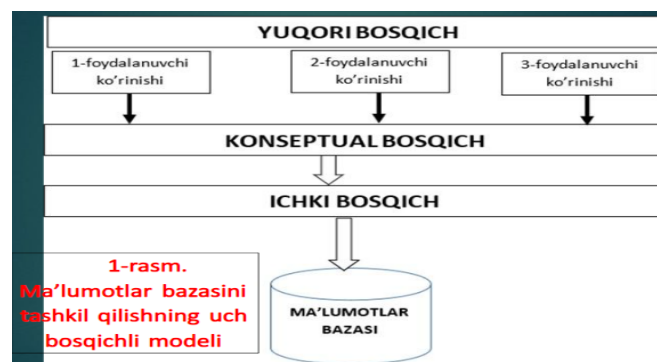 YUQORI BOSQICH
1-foydalanuvchi
ko'rinishi
2-foydalanuvchi
ko'rinishi
3-foydalanuvchi
ko'rinishi
KONSEPTUAL BOSQICH
ICHKI BOSQICH
1-rasm.
Ma'lumotlar bazasini
tashkil qilishning uch
bosqichli modeli
MA'LUMOTLAR
BAZASI